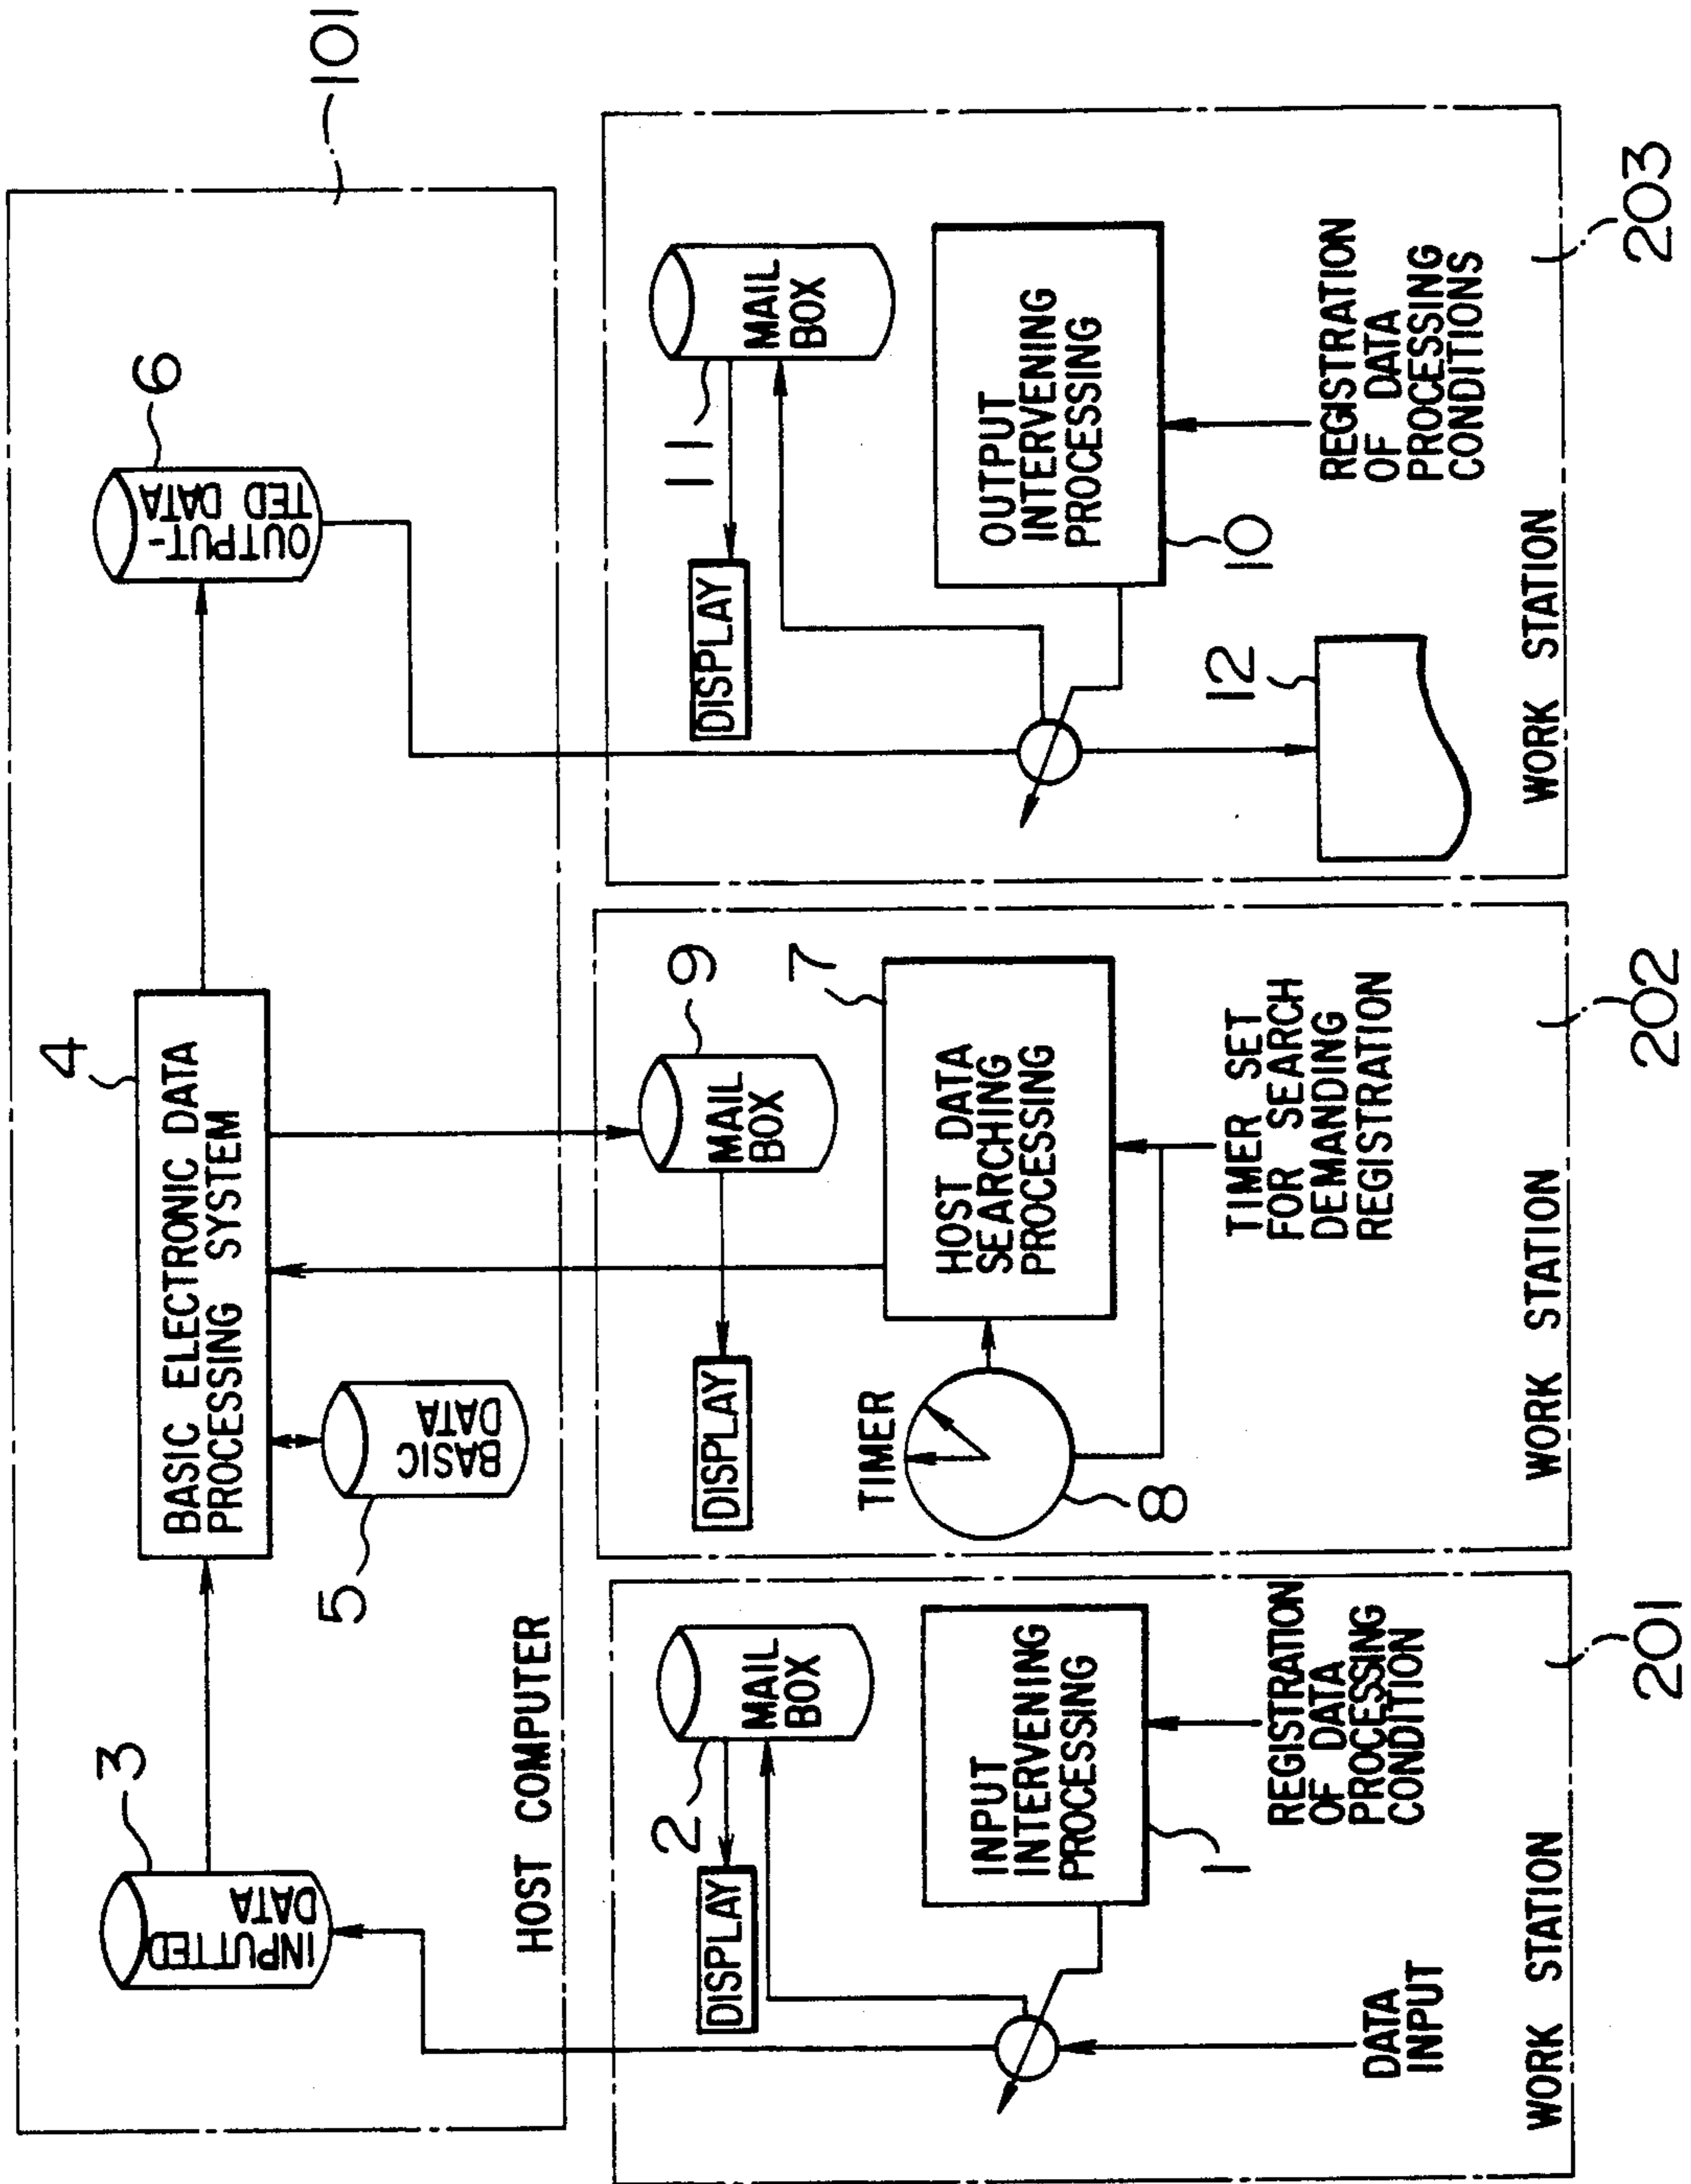 101
HOST COMPUTER
3
INPUTTED
DATA
4
BASIC ELECTRONIC DATA
PROCESSING SYSTEM
5
BASIC
DATA
6
OUTPUT-
TED DATA
201
WORK STATION
2
MAIL
BOX
DISPLAY
INPUT
INTERVENING
PROCESSING
1
REGISTRATION
OF DATA
PROCESSING
CONDITION
DATA
INPUT
202
WORK STATION
9
MAIL
BOX
DISPLAY
7
HOST DATA
SEARCHING
PROCESSING
TIMER
8
TIMER SET
FOR SEARCH
DEMANDING
REGISTRATION
203
WORK STATION
11
MAIL
BOX
DISPLAY
OUTPUT
INTERVENING
PROCESSING
10
REGISTRATION
OF DATA
PROCESSING
CONDITIONS
12